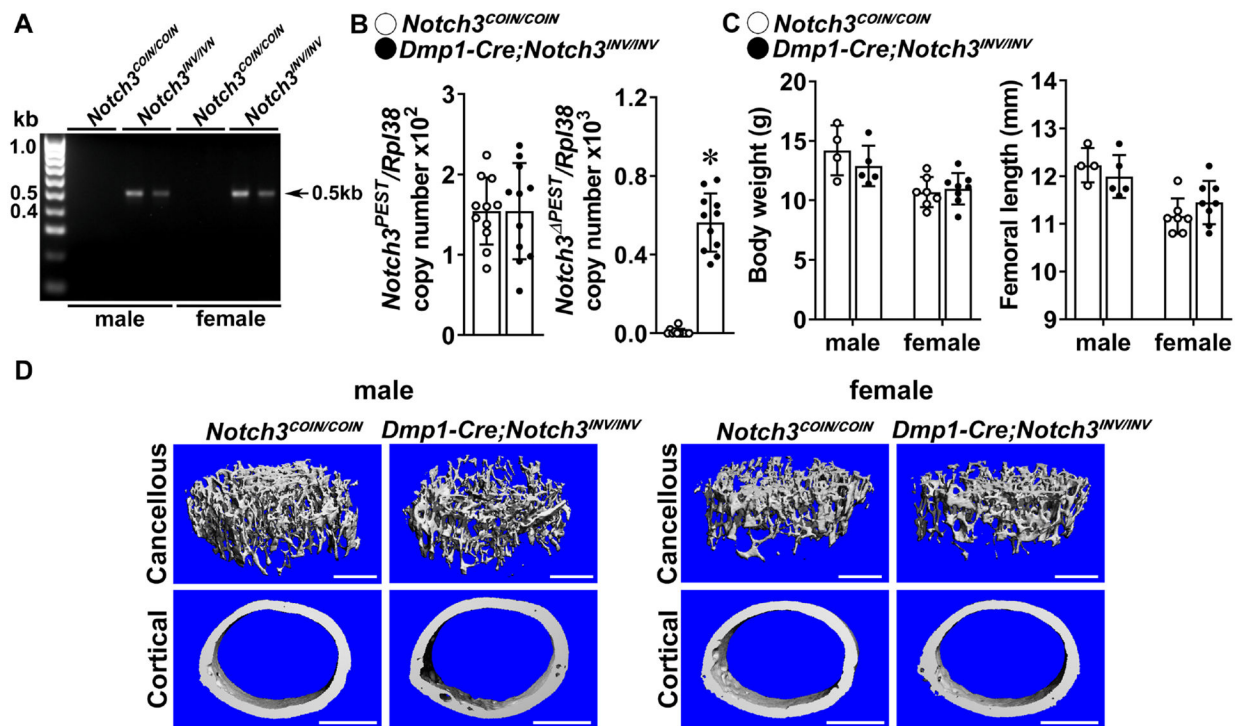 A
Notch3COIN/COIN
Notch3INV/IVN
Notch3COIN/COIN
Notch3INV/INV
kb
1.0
0.5
0.4
0.5kb
male
female
B
Notch3COIN/COIN
Dmp1-Cre;Notch3INV/INV
Notch3PEST/Rpl38
copy number x10²
3
2
1
0
Notch3ΔPEST/Rpl38
copy number x10³
1.2
0.8
0.4
0.0
*
C
Notch3COIN/COIN
Dmp1-Cre;Notch3INV/INV
Body weight (g)
20
15
10
5
0
male
female
Femoral length (mm)
14
13
12
11
10
9
male
female
D
male
female
Notch3COIN/COIN
Dmp1-Cre;Notch3INV/INV
Notch3COIN/COIN
Dmp1-Cre;Notch3INV/INV
Cancellous
Cancellous
Cortical
Cortical